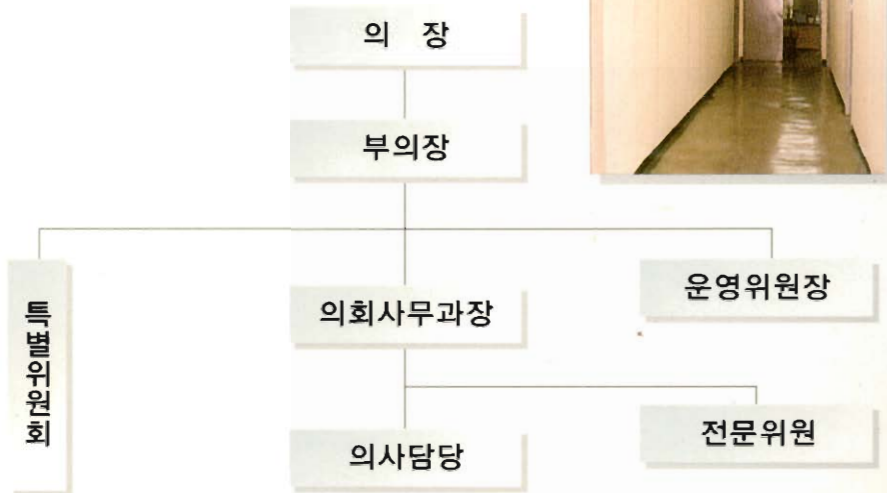 의 장
부의장
특별위원회
의회사무과장
운영위원장
의사담당
전문위원